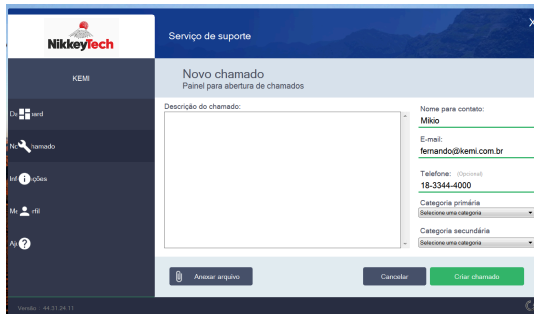 NikkeyTech
Serviço de suporte
X
KEMI
Novo chamado
Painel para abertura de chamados
Descrição do chamado:
Nome para contato:
Mikio
E-mail:
fernando@kemi.com.br
Telefone: (Opcional)
18-3344-4000
Categoria primária
Selecione uma categoria
Categoria secundária
Selecione uma categoria
Anexar arquivo
Cancelar
Criar chamado